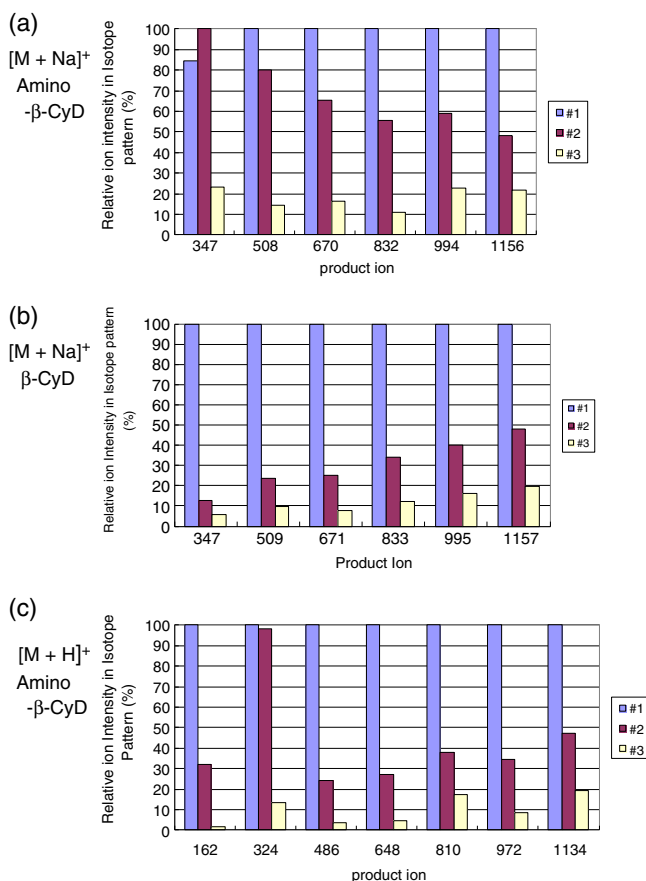 (a)
[M + Na]+
Amino
-β-CyD
Relative ion intensity in Isotope
pattern (%)
100
90
80
70
60
50
40
30
20
10
0
347 508 670 832 994 1156
product ion
#1
#2
#3
(b)
[M + Na]+
β-CyD
Relative ion Intensity in Isotope pattern
(%)
100
90
80
70
60
50
40
30
20
10
0
347 509 671 833 995 1157
Product Ion
#1
#2
#3
(c)
[M + H]+
Amino
-β-CyD
Relative ion Intensity in Isotope
Pattern (%)
100
90
80
70
60
50
40
30
20
10
0
162 324 486 648 810 972 1134
product ion
#1
#2
#3